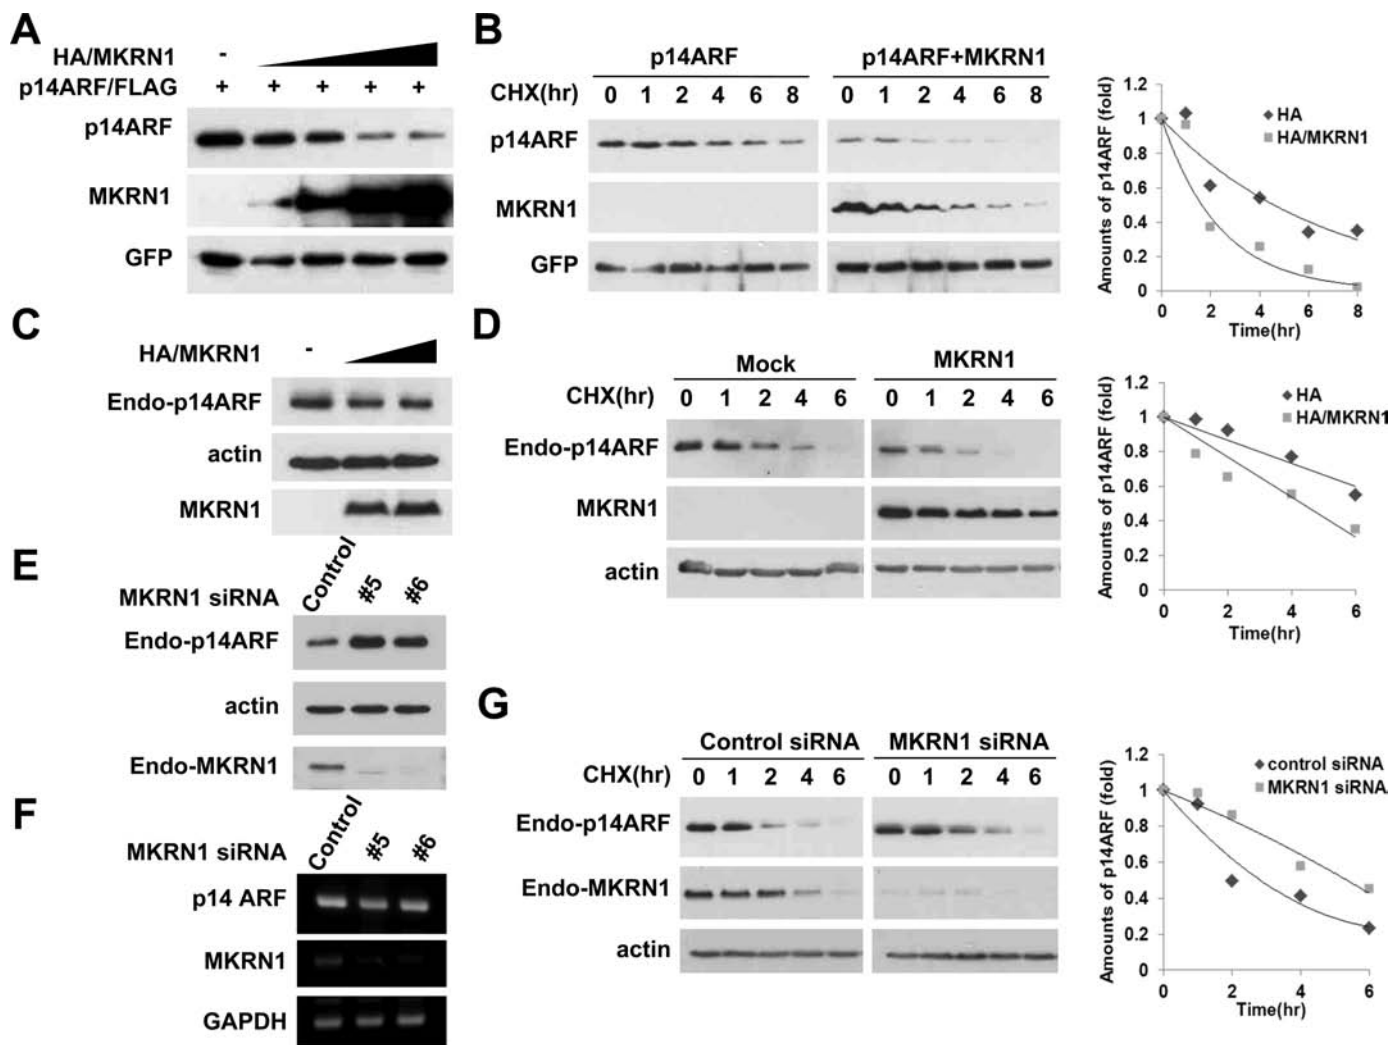 A
HA/MKRN1 -
p14ARF/FLAG + + + + +
p14ARF
MKRN1
GFP
B
p14ARF p14ARF+MKRN1
CHX(hr) 0 1 2 4 6 8 0 1 2 4 6 8
p14ARF
MKRN1
GFP
Amounts of p14ARF (fold)
1.2
1
0.8
0.6
0.4
0.2
0
0 2 4 6 8
Time(hr)
HA
HA/MKRN1
C
HA/MKRN1 -
Endo-p14ARF
actin
MKRN1
D
Mock MKRN1
CHX(hr) 0 1 2 4 6 0 1 2 4 6
Endo-p14ARF
MKRN1
actin
Amounts of p14ARF (fold)
1.2
1
0.8
0.6
0.4
0.2
0
0 2 4 6
Time(hr)
HA
HA/MKRN1
E
MKRN1 siRNA Control #5 #6
Endo-p14ARF
actin
Endo-MKRN1
F
MKRN1 siRNA Control #5 #6
p14 ARF
MKRN1
GAPDH
G
Control siRNA MKRN1 siRNA
CHX(hr) 0 1 2 4 6 0 1 2 4 6
Endo-p14ARF
Endo-MKRN1
actin
Amounts of p14ARF (fold)
1.2
1
0.8
0.6
0.4
0.2
0
0 2 4 6
Time(hr)
control siRNA
MKRN1 siRNA